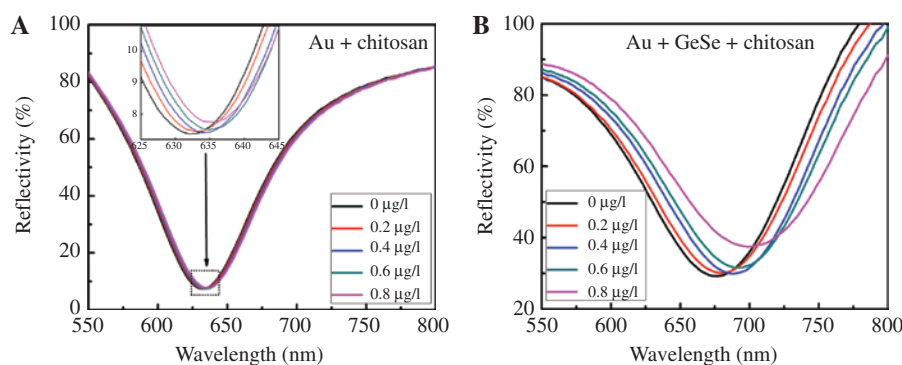 A
Au + chitosan
Reflectivity (%)
100
80
60
40
20
0
10
9
8
625
630
635
640
645
0 µg/l
0.2 µg/l
0.4 µg/l
0.6 µg/l
0.8 µg/l
550
600
650
700
750
800
Wavelength (nm)
B
Au + GeSe + chitosan
Reflectivity (%)
100
80
60
40
20
0 µg/l
0.2 µg/l
0.4 µg/l
0.6 µg/l
0.8 µg/l
550
600
650
700
750
800
Wavelength (nm)